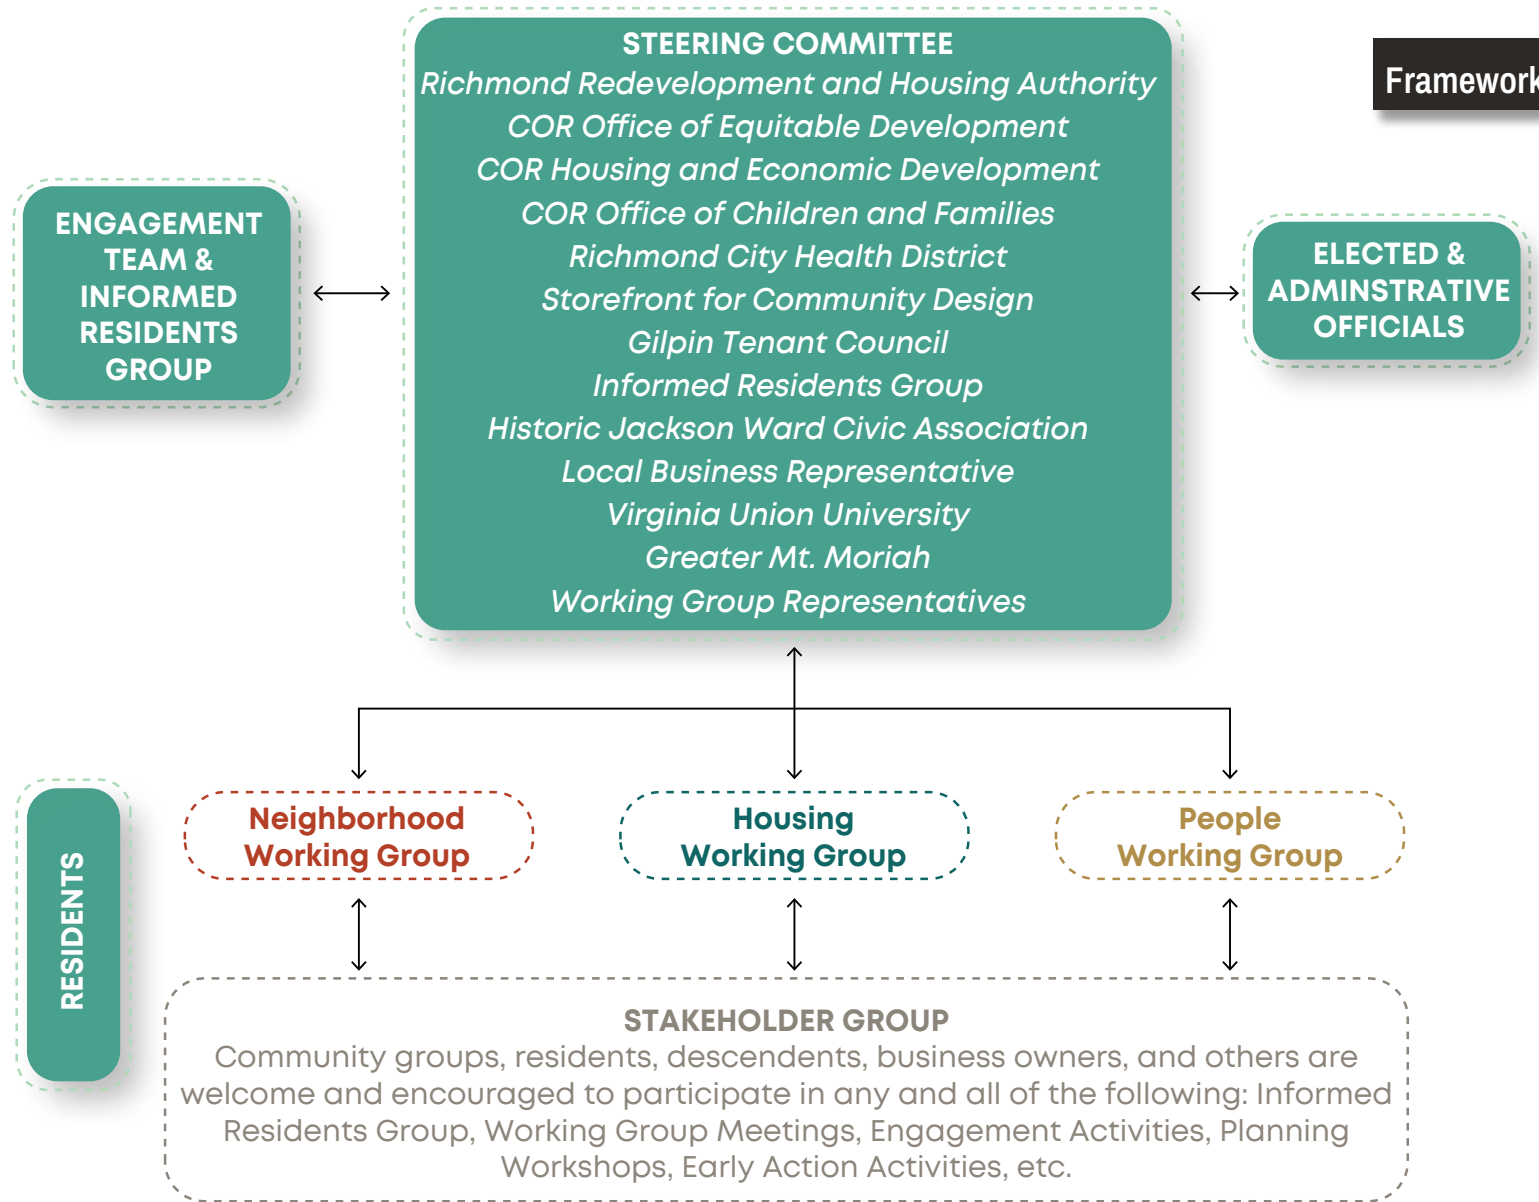 STEERING COMMITTEE
Richmond Redevelopment and Housing Authority
COR Office of Equitable Development
COR Housing and Economic Development
COR Office of Children and Families
Richmond City Health District
Storefront for Community Design
Gilpin Tenant Council
Informed Residents Group
Historic Jackson Ward Civic Association
Local Business Representative
Virginia Union University
Greater Mt. Moriah
Working Group Representatives
Framework
ENGAGEMENT
TEAM &
INFORMED
RESIDENTS
GROUP
ELECTED &
ADMINSTRATIVE
OFFICIALS
RESIDENTS
Neighborhood
Working Group
Housing
Working Group
People
Working Group
STAKEHOLDER GROUP
Community groups, residents, descendents, business owners, and others are
welcome and encouraged to participate in any and all of the following: Informed
Residents Group, Working Group Meetings, Engagement Activities, Planning
Workshops, Early Action Activities, etc.